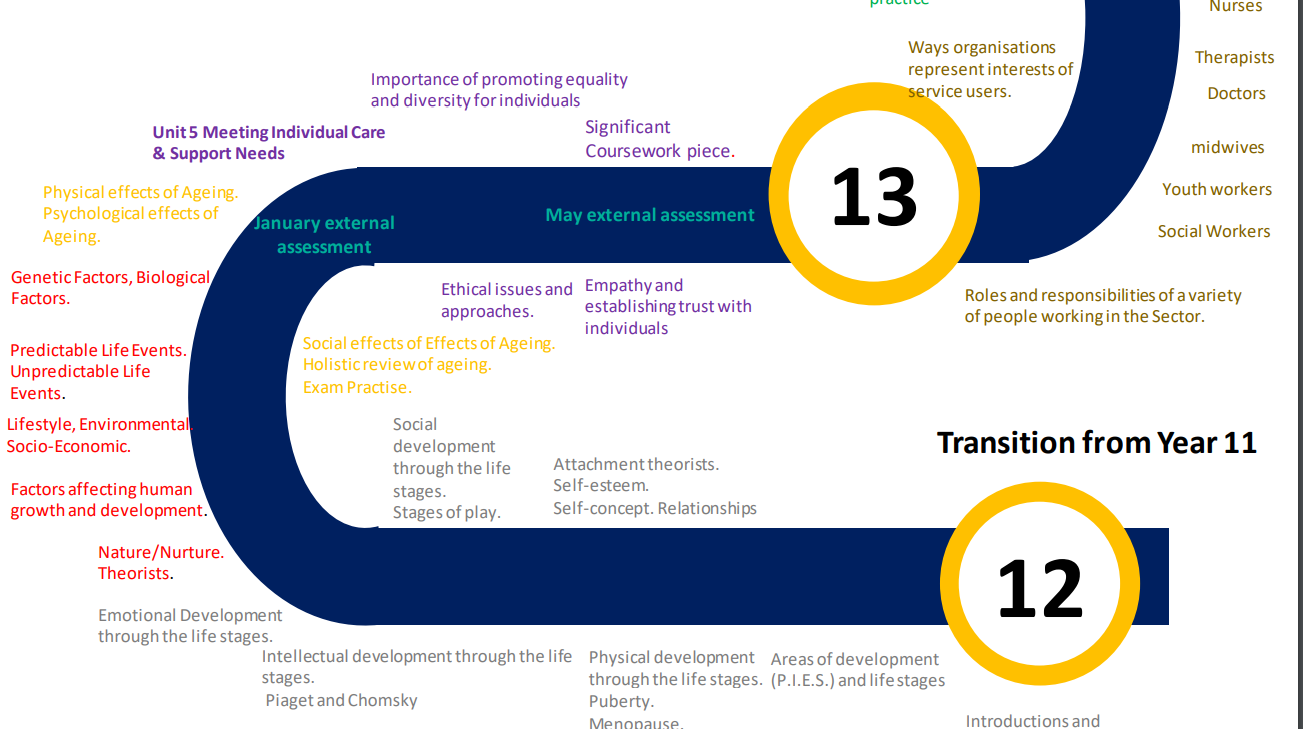 practice
Nurses
Ways organisations
represent interests of
service users.
Therapists
Doctors
midwives
Youth workers
Social Workers
Importance of promoting equality
and diversity for individuals
Significant
Coursework piece.
Unit 5 Meeting Individual Care
& Support Needs
13
Physical effects of Ageing.
Psychological effects of
Ageing.
January external
assessment
May external assessment
Genetic Factors, Biological
Factors.
Ethical issues and
approaches.
Empathy and
establishing trust with
individuals
Roles and responsibilities of a variety
of people working in the Sector.
Predictable Life Events.
Unpredictable Life
Events.
Social effects of Effects of Ageing.
Holistic review of ageing.
Exam Practise.
Lifestyle, Environmental
Socio-Economic.
Social
development
through the life
stages.
Stages of play.
Attachment theorists.
Self-esteem.
Self-concept. Relationships
Transition from Year 11
12
Factors affecting human
growth and development.
Nature/Nurture.
Theorists.
Emotional Development
through the life stages.
Intellectual development through the life
stages.
Piaget and Chomsky
Physical development
through the life stages.
Puberty.
Menopause.
Areas of development
(P.I.E.S.) and life stages
Introductions and